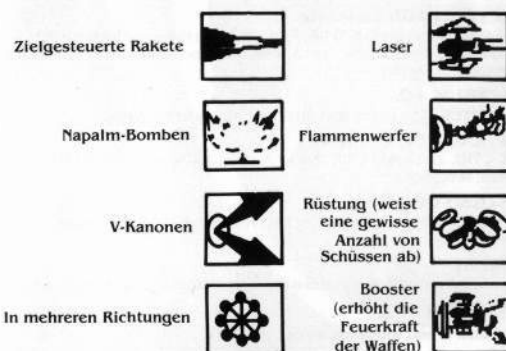 Zielgesteuerte Rakete
Laser
Napalm-Bomben
Flammenwerfer
V-Kanonen
Rüstung (weist
eine gewisse
Anzahl von
Schüssen ab)
In mehreren Richtungen
Booster
(erhöht die
Feuerkraft
der Waffen)